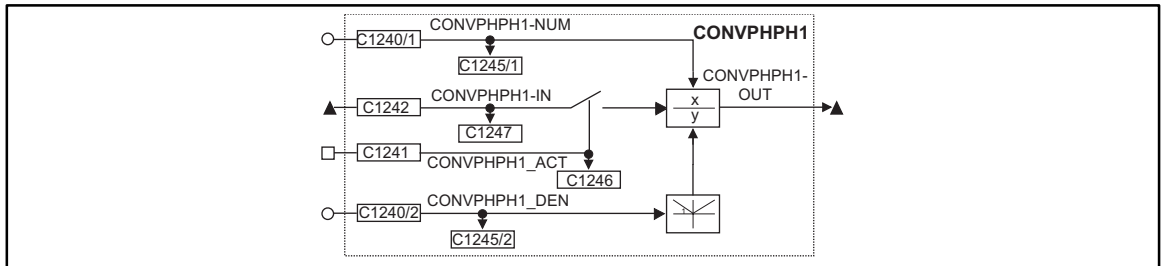 CONVPHPH1-NUM
CONVPHPH1
C1240/1
C1245/1
CONVPHPH1-
OUT
C1242
CONVPHPH1-IN
x
y
C1247
C1241
CONVPHPH1_ACT
C1246
CONVPHPH1_DEN
C1240/2
1
C1245/2